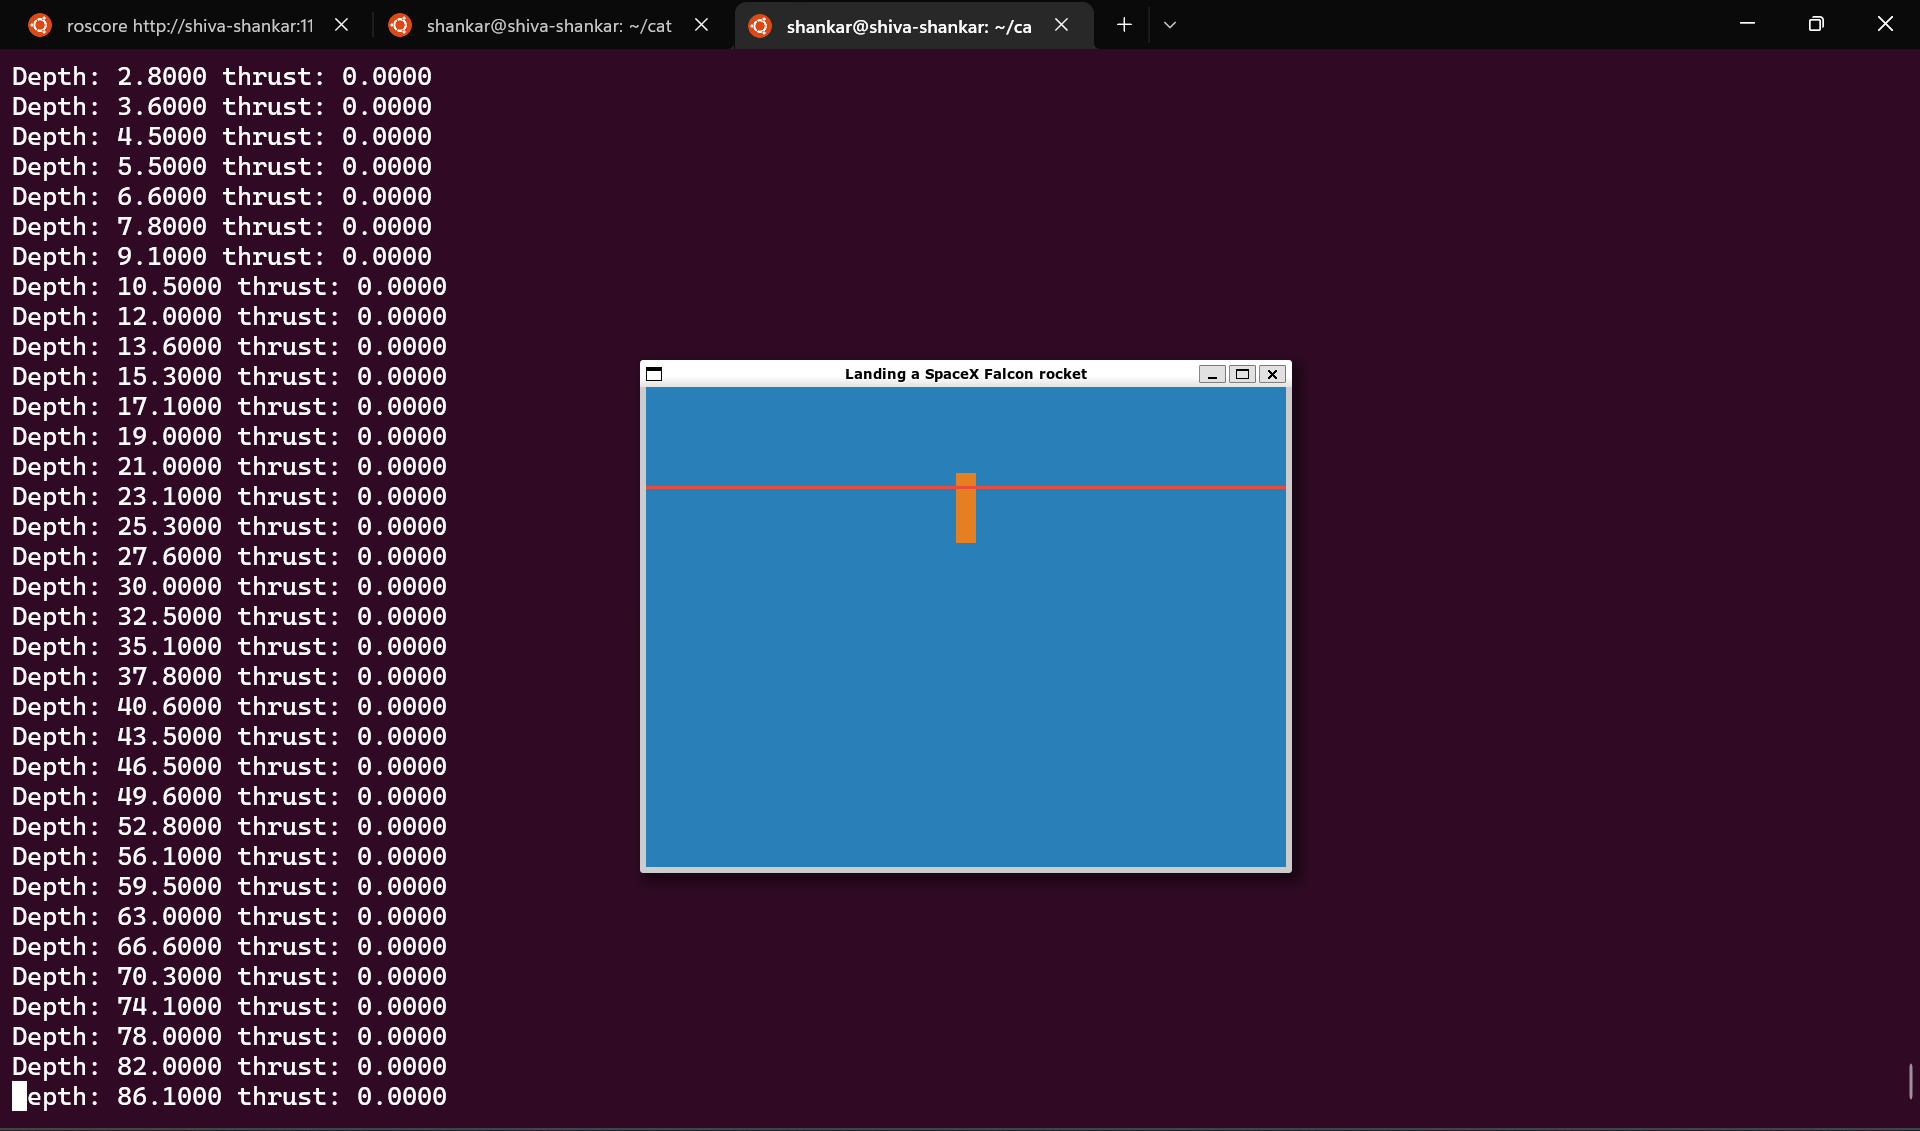 roscore http://shiva-shankar:11
shankar@shiva-shankar: ~/cat
shankar@shiva-shankar: ~/ca
Depth: 2.8000 thrust: 0.0000
Depth: 3.6000 thrust: 0.0000
Depth: 4.5000 thrust: 0.0000
Depth: 5.5000 thrust: 0.0000
Depth: 6.6000 thrust: 0.0000
Depth: 7.8000 thrust: 0.0000
Depth: 9.1000 thrust: 0.0000
Depth: 10.5000 thrust: 0.0000
Depth: 12.0000 thrust: 0.0000
Depth: 13.6000 thrust: 0.0000
Depth: 15.3000 thrust: 0.0000
Depth: 17.1000 thrust: 0.0000
Depth: 19.0000 thrust: 0.0000
Depth: 21.0000 thrust: 0.0000
Depth: 23.1000 thrust: 0.0000
Depth: 25.3000 thrust: 0.0000
Depth: 27.6000 thrust: 0.0000
Depth: 30.0000 thrust: 0.0000
Depth: 32.5000 thrust: 0.0000
Depth: 35.1000 thrust: 0.0000
Depth: 37.8000 thrust: 0.0000
Depth: 40.6000 thrust: 0.0000
Depth: 43.5000 thrust: 0.0000
Depth: 46.5000 thrust: 0.0000
Depth: 49.6000 thrust: 0.0000
Depth: 52.8000 thrust: 0.0000
Depth: 56.1000 thrust: 0.0000
Depth: 59.5000 thrust: 0.0000
Depth: 63.0000 thrust: 0.0000
Depth: 66.6000 thrust: 0.0000
Depth: 70.3000 thrust: 0.0000
Depth: 74.1000 thrust: 0.0000
Depth: 78.0000 thrust: 0.0000
Depth: 82.0000 thrust: 0.0000
epth: 86.1000 thrust: 0.0000
Landing a SpaceX Falcon rocket